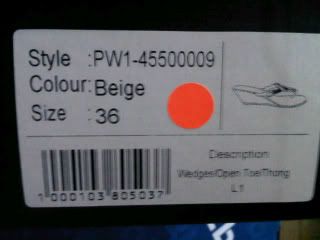 Style :PW1-45500009
Colour:Beige
Size :36
Description
Wedges/Open Toe/Thong
L1
1 000103 805037